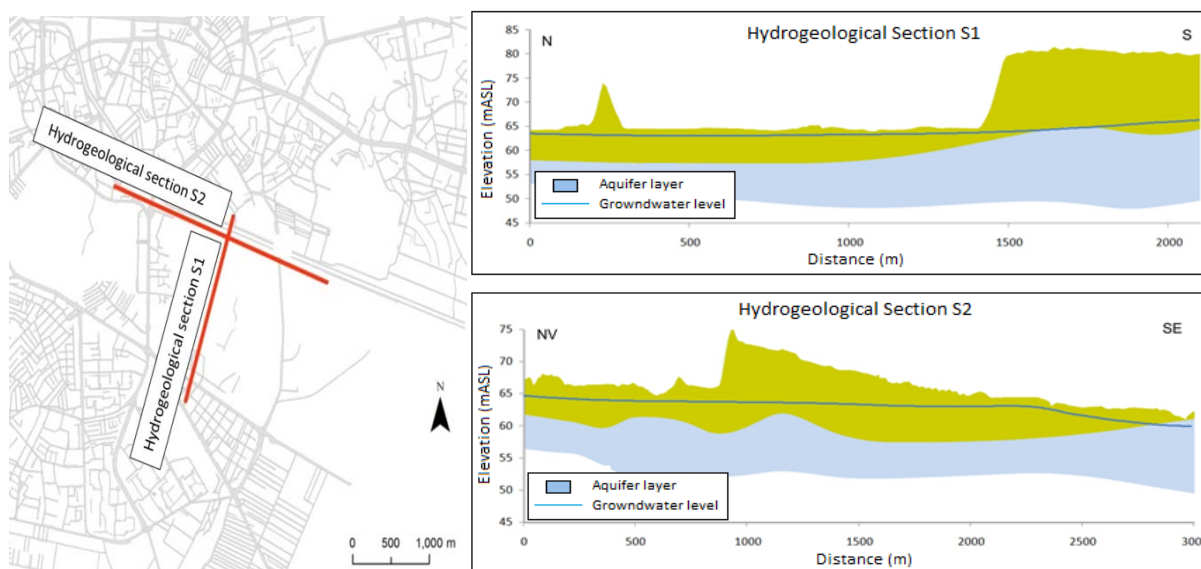 Hydrogeological section S2
Hydrogeological section S1
N
0 500 1,000 m
Hydrogeological Section S1
N
S
Elevation (mASL)
85
80
75
70
65
60
55
50
45
Aquifer layer
Growndwater level
0 500 1000 1500 2000
Distance (m)
Hydrogeological Section S2
NV
SE
Elevation (mASL)
75
70
65
60
55
50
45
Aquifer layer
Growndwater level
0 500 1000 1500 2000 2500 300
Distance (m)